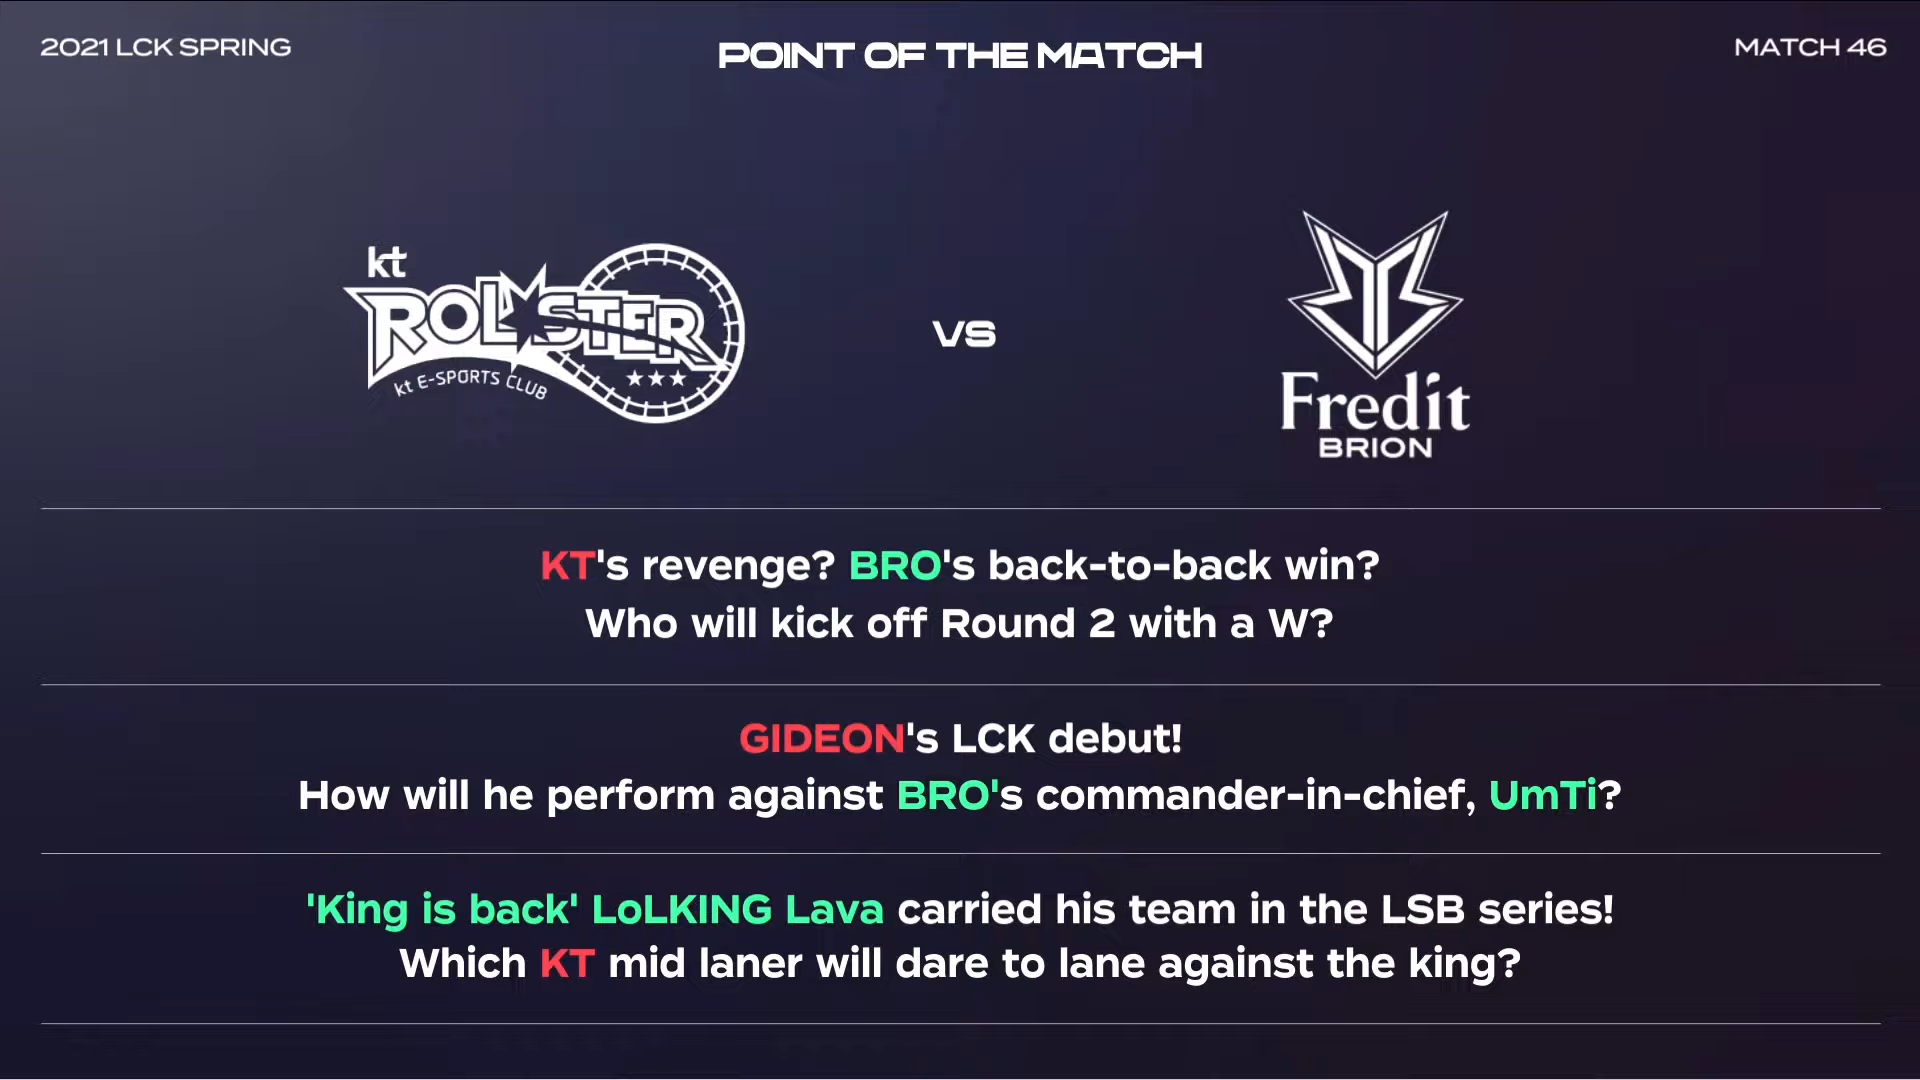 2021 LCK SPRING
POINT OF THE MATCH
MATCH 46
kt
ROLSTER
kt E-SPORTS CLUB
VS
Fredit
BRION
KT's revenge? BRO's back-to-back win?
Who will kick off Round 2 with a W?
GIDEON's LCK debut!
How will he perform against BRO's commander-in-chief, UmTi?
'King is back' LoLKING Lava carried his team in the LSB series!
Which KT mid laner will dare to lane against the king?